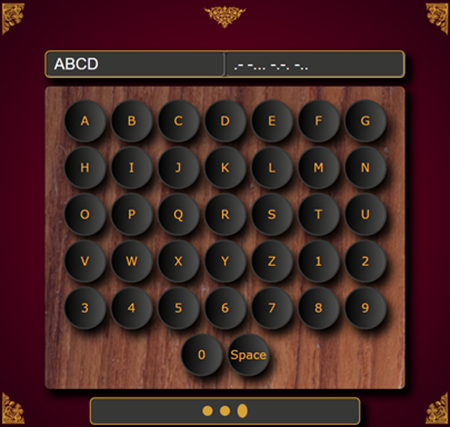 ABCD .- -... -.-. -..
A B C D E F G
H I J K L M N
O P Q R S T U
V W X Y Z 1 2
3 4 5 6 7 8 9
0 Space